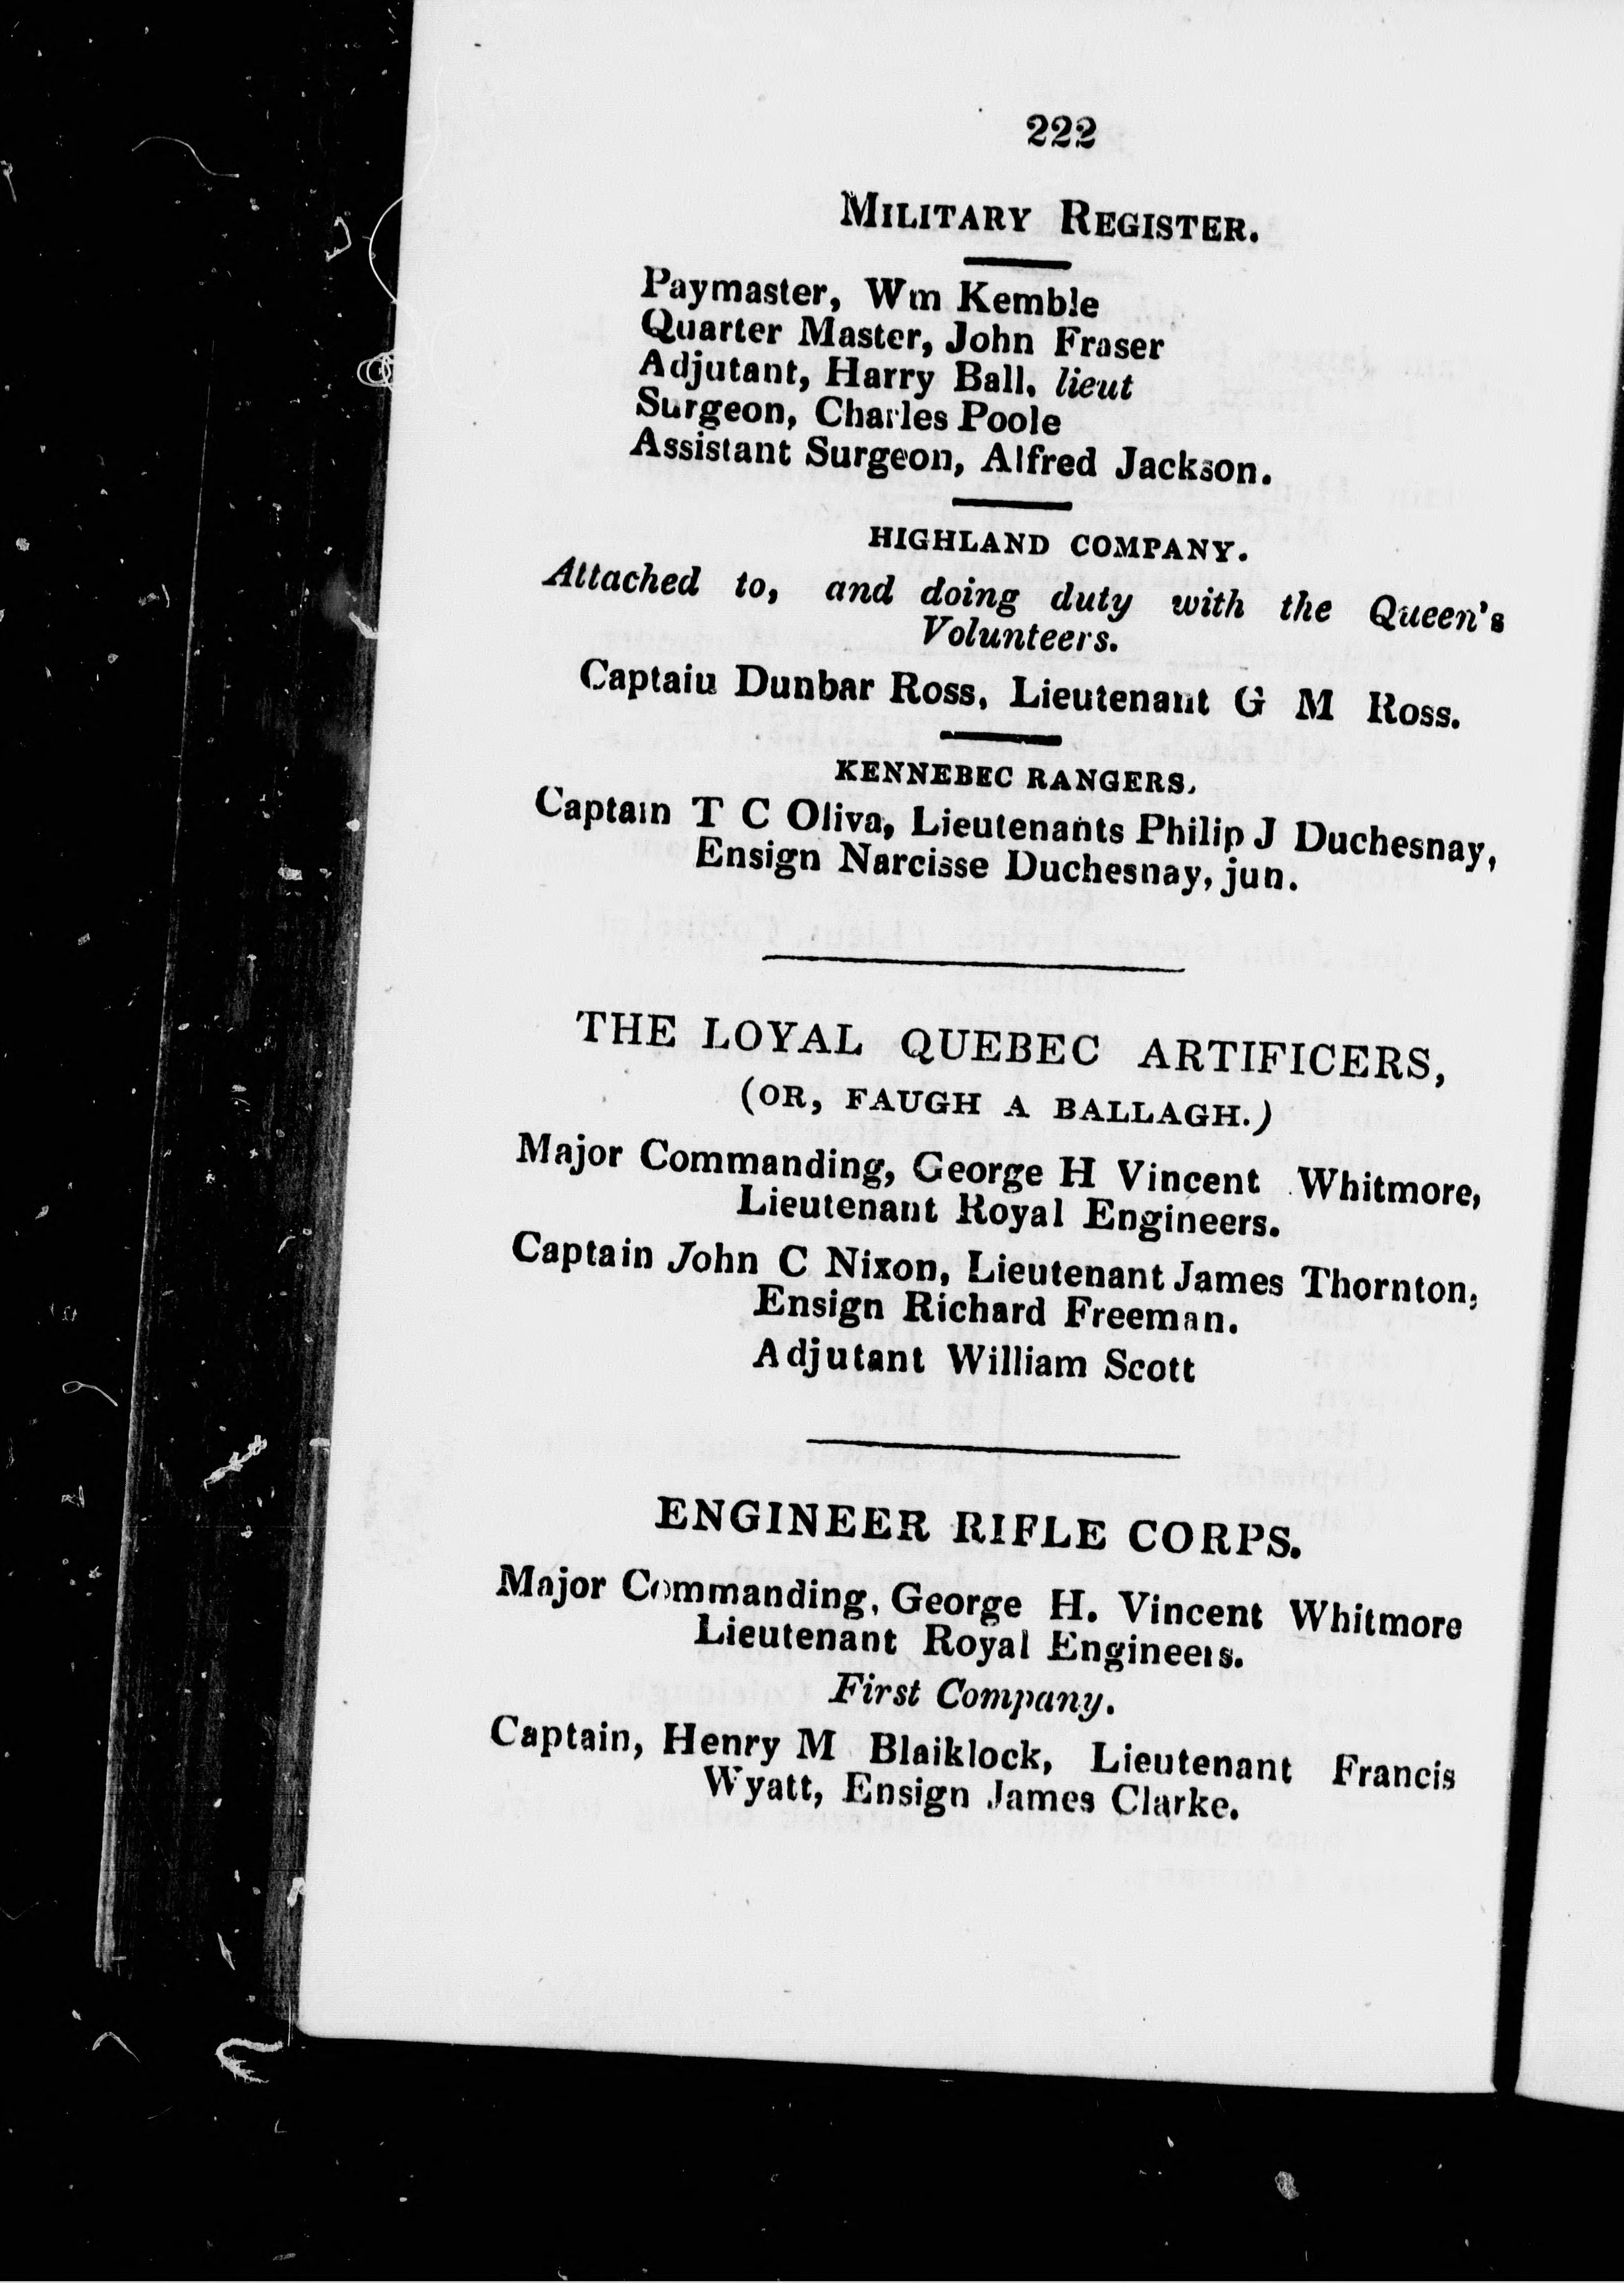 222
MILITARY REGISTER.
Paymaster, Wm Kemble
Quarter Master, John Fraser
Adjutant, Harry Ball, lieut
Surgeon, Charles Poole
Assistant Surgeon, Alfred Jackson.
HIGHLAND COMPANY.
Attached to, and doing duty with the Queen's
Volunteers.
Captaiu Dunbar Ross, Lieutenant G M Ross.
KENNEBEC RANGERS,
Captain T C Oliva, Lieutenants Philip J Duchesnay,
Ensign Narcisse Duchesnay, jun.
THE LOYAL QUEBEC ARTIFICERS,
(OR, FAUGH A BALLAGH.)
Major Commanding, George H Vincent Whitmore,
Lieutenant Royal Engineers.
Captain John C Nixon, Lieutenant James Thornton,
Ensign Richard Freeman.
Adjutant William Scott
ENGINEER RIFLE CORPS.
Major Commanding, George H. Vincent Whitmore
Lieutenant Royal Engineers.
First Company.
Captain, Henry M Blaiklock, Lieutenant Francis
Wyatt, Ensign James Clarke.